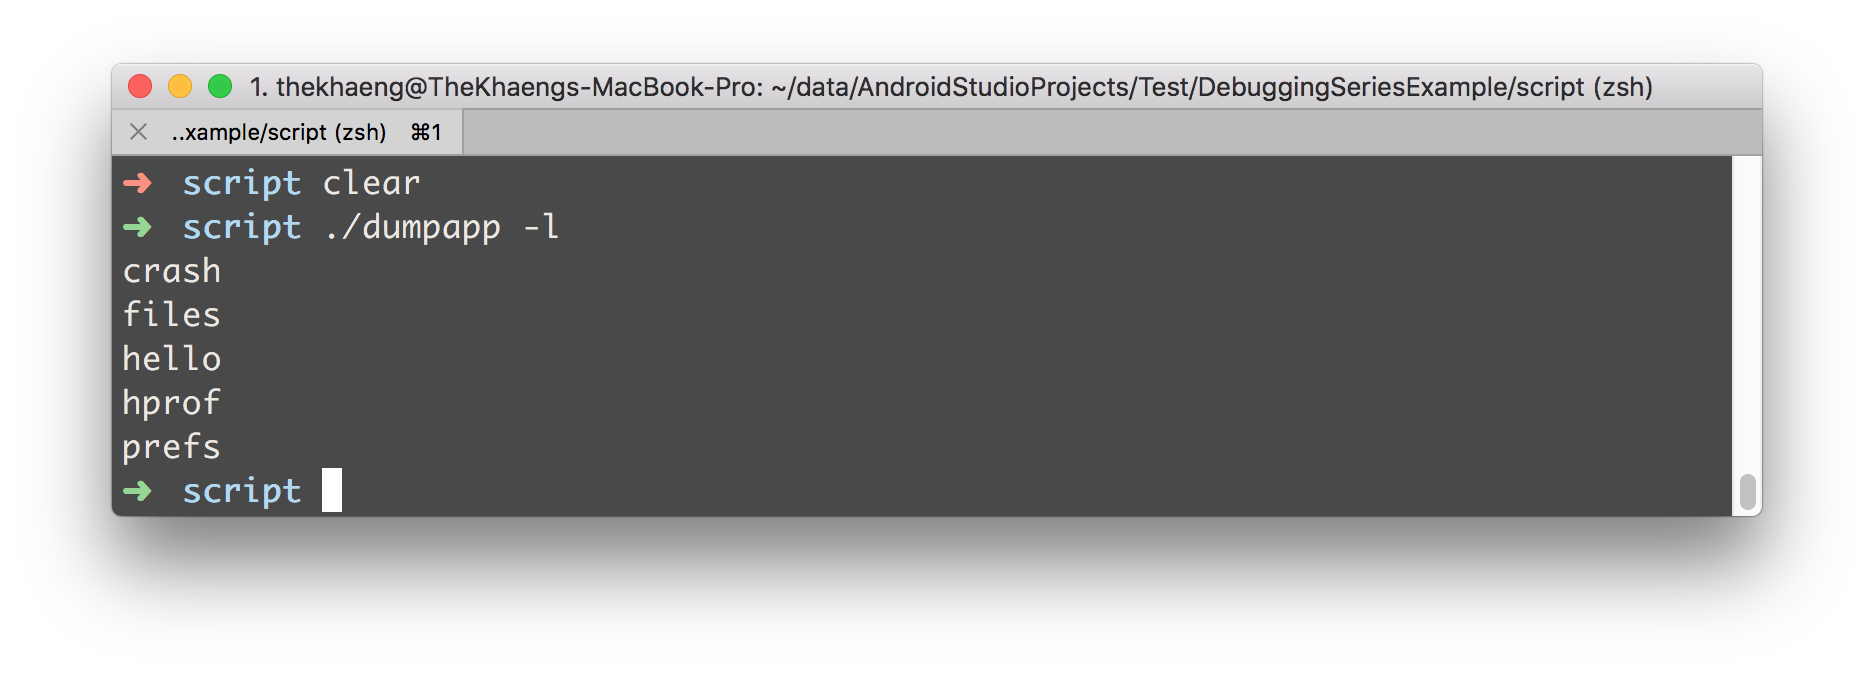 1. thekhaeng@TheKhaengs-MacBook-Pro: ~/data/AndroidStudioProjects/Test/DebuggingSeriesExample/script (zsh)
..xample/script (zsh) ⌘1
➜ script clear
➜ script ./dumpapp -l
crash
files
hello
hprof
prefs
➜ script